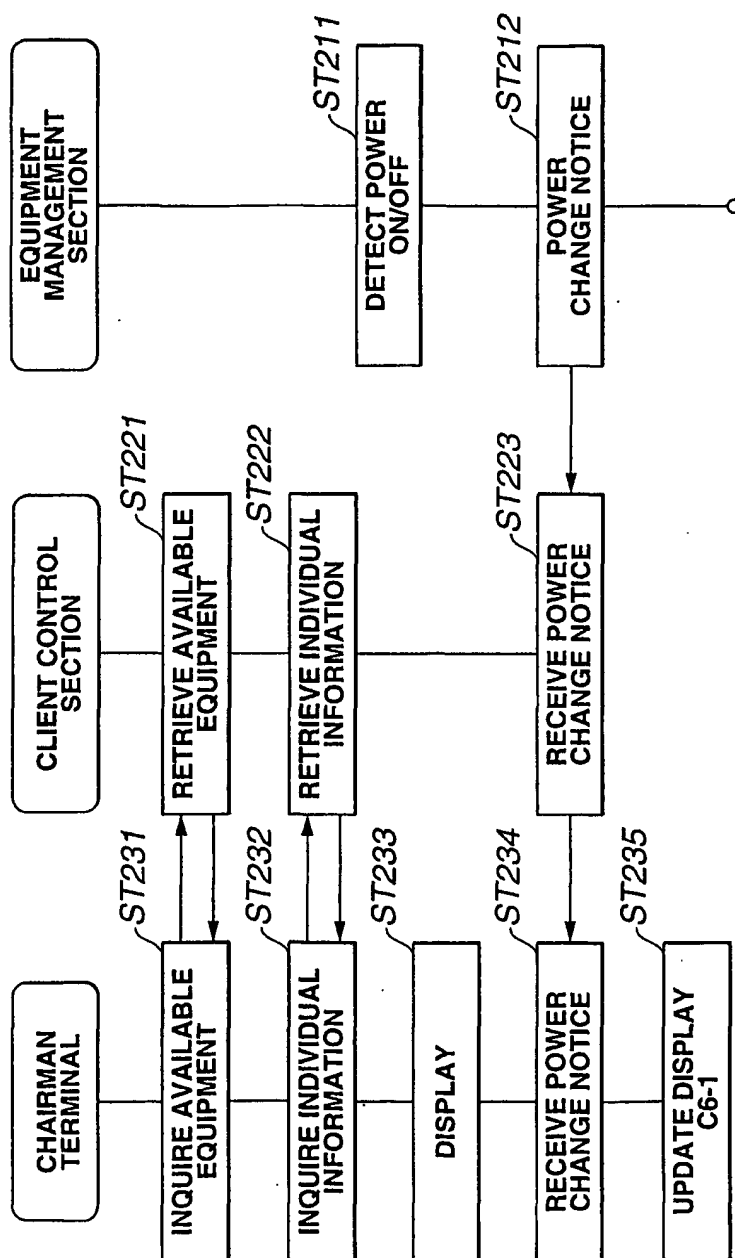 CHAIRMAN
TERMINAL
CLIENT CONTROL
SECTION
EQUIPMENT
MANAGEMENT
SECTION
ST231
INQUIRE AVAILABLE
EQUIPMENT
ST221
RETRIEVE AVAILABLE
EQUIPMENT
ST232
INQUIRE INDIVIDUAL
INFORMATION
ST222
RETRIEVE INDIVIDUAL
INFORMATION
ST233
DISPLAY
ST211
DETECT POWER
ON/OFF
ST234
RECEIVE POWER
CHANGE NOTICE
ST223
RECEIVE POWER
CHANGE NOTICE
ST212
POWER
CHANGE NOTICE
ST235
UPDATE DISPLAY
C6-1